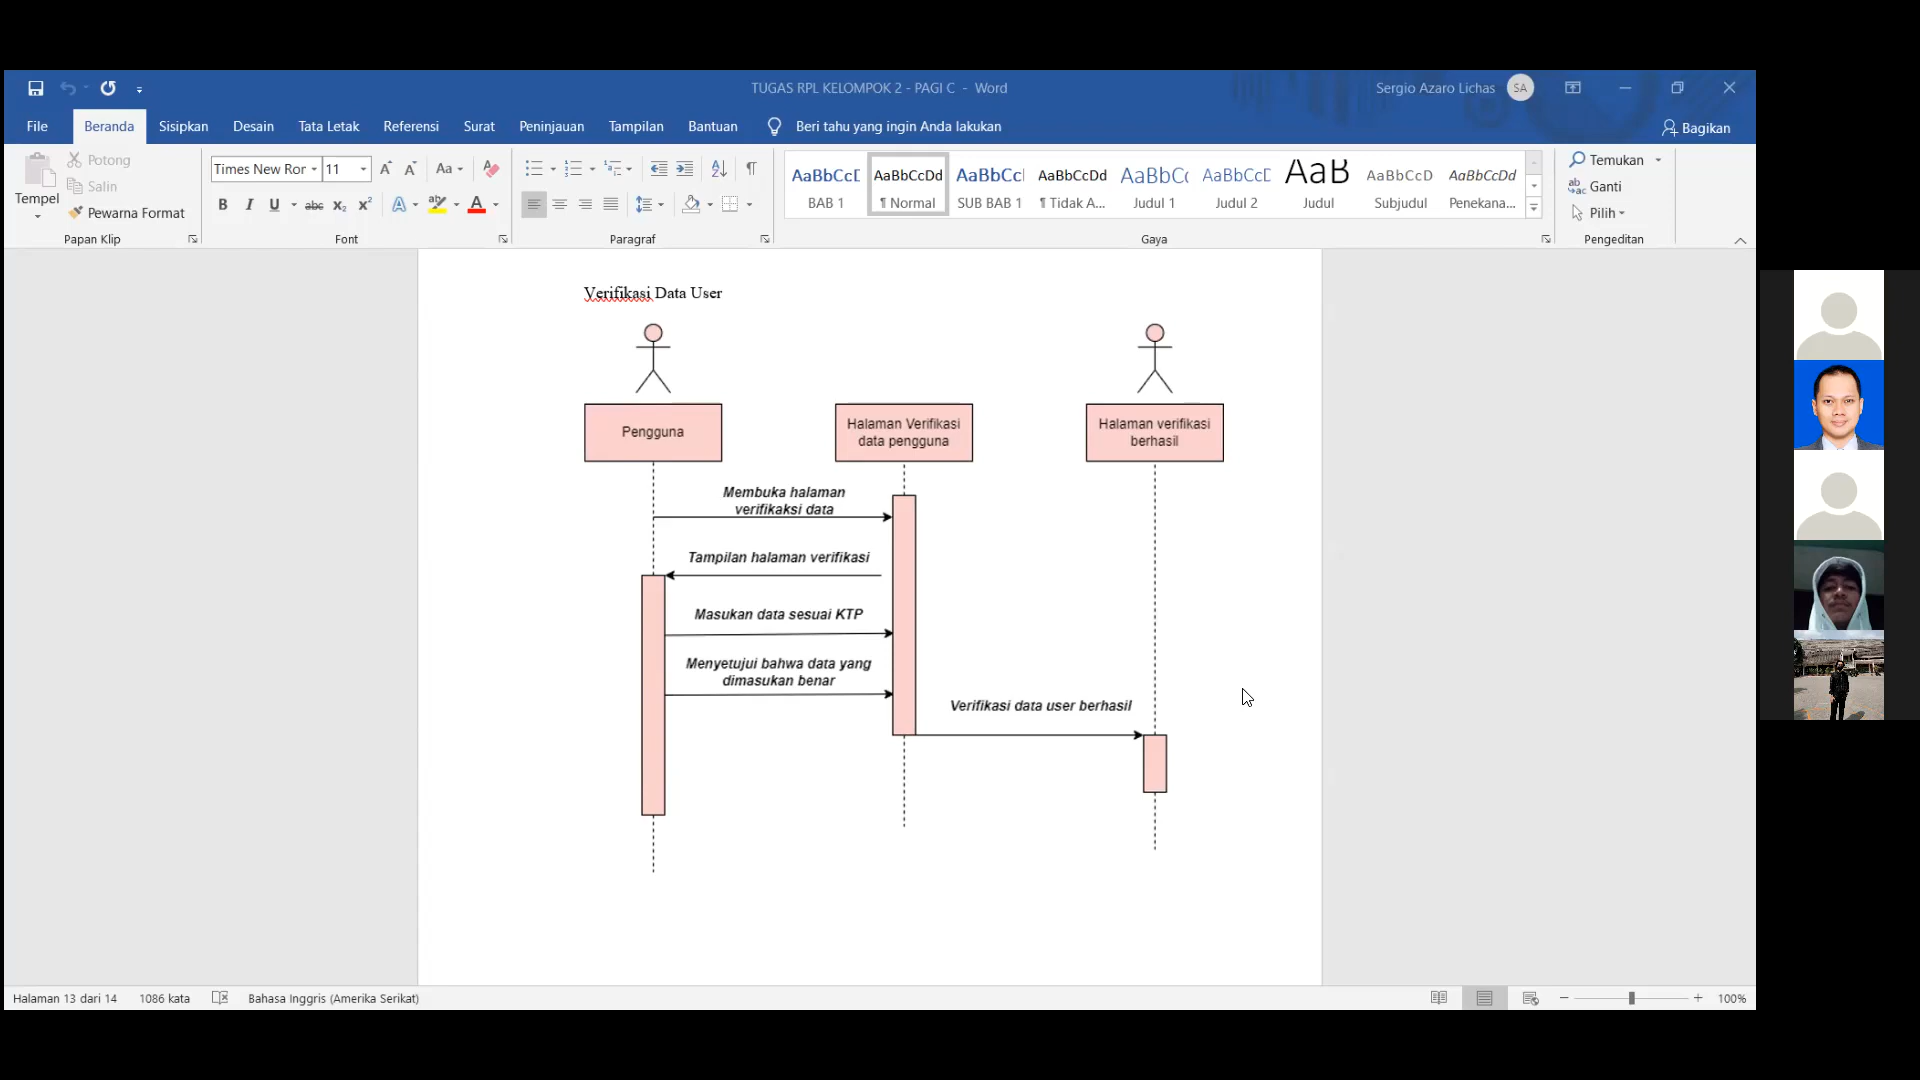 TUGAS RPL KELOMPOK 2 - PAGI C - Word
Sergio Azaro Lichas
SA
File
Beranda
Sisipkan
Desain
Tata Letak
Referensi
Surat
Peninjauan
Tampilan
Bantuan
Beri tahu yang ingin Anda lakukan
Bagikan
Tempel
Potong
Salin
Pewarna Format
Papan Klip
Times New Ror
11
Font
Paragraf
AaBbCcD
BAB 1
AaBbCcDd
¶ Normal
AaBbCcl
SUB BAB 1
AaBbCcDd
¶ Tidak A...
AaBbCc
Judul 1
AaBbCcD
Judul 2
AaB
Judul
AaBbCcD
Subjudul
AaBbCcDd
Penekana...
Gaya
Temukan
Ganti
Pilih
Pengeditan
Verifikasi Data User
Pengguna
Halaman Verifikasi
data pengguna
Halaman verifikasi
berhasil
Membuka halaman
verifikaksi data
Tampilan halaman verifikasi
Masukan data sesuai KTP
Menyetujui bahwa data yang
dimasukan benar
Verifikasi data user berhasil
Halaman 13 dari 14
1086 kata
Bahasa Inggris (Amerika Serikat)
100%